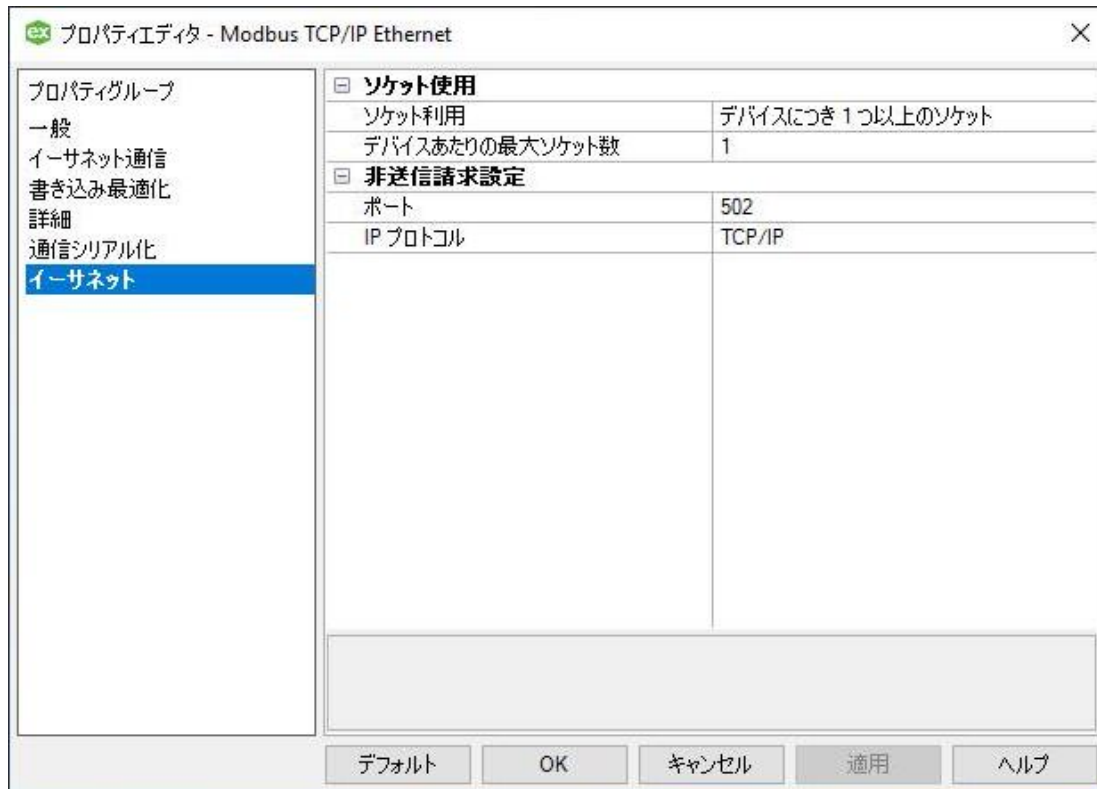 ex プロパティエディタ - Modbus TCP/IP Ethernet
プロパティグループ
一般
イーサネット通信
書き込み最適化
詳細
通信シリアル化
イーサネット
ソケット使用
ソケット利用 デバイスにつき 1 つ以上のソケット
デバイスあたりの最大ソケット数 1
非送信請求設定
ポート 502
IP プロトコル TCP/IP
デフォルト OK キャンセル 適用 ヘルプ